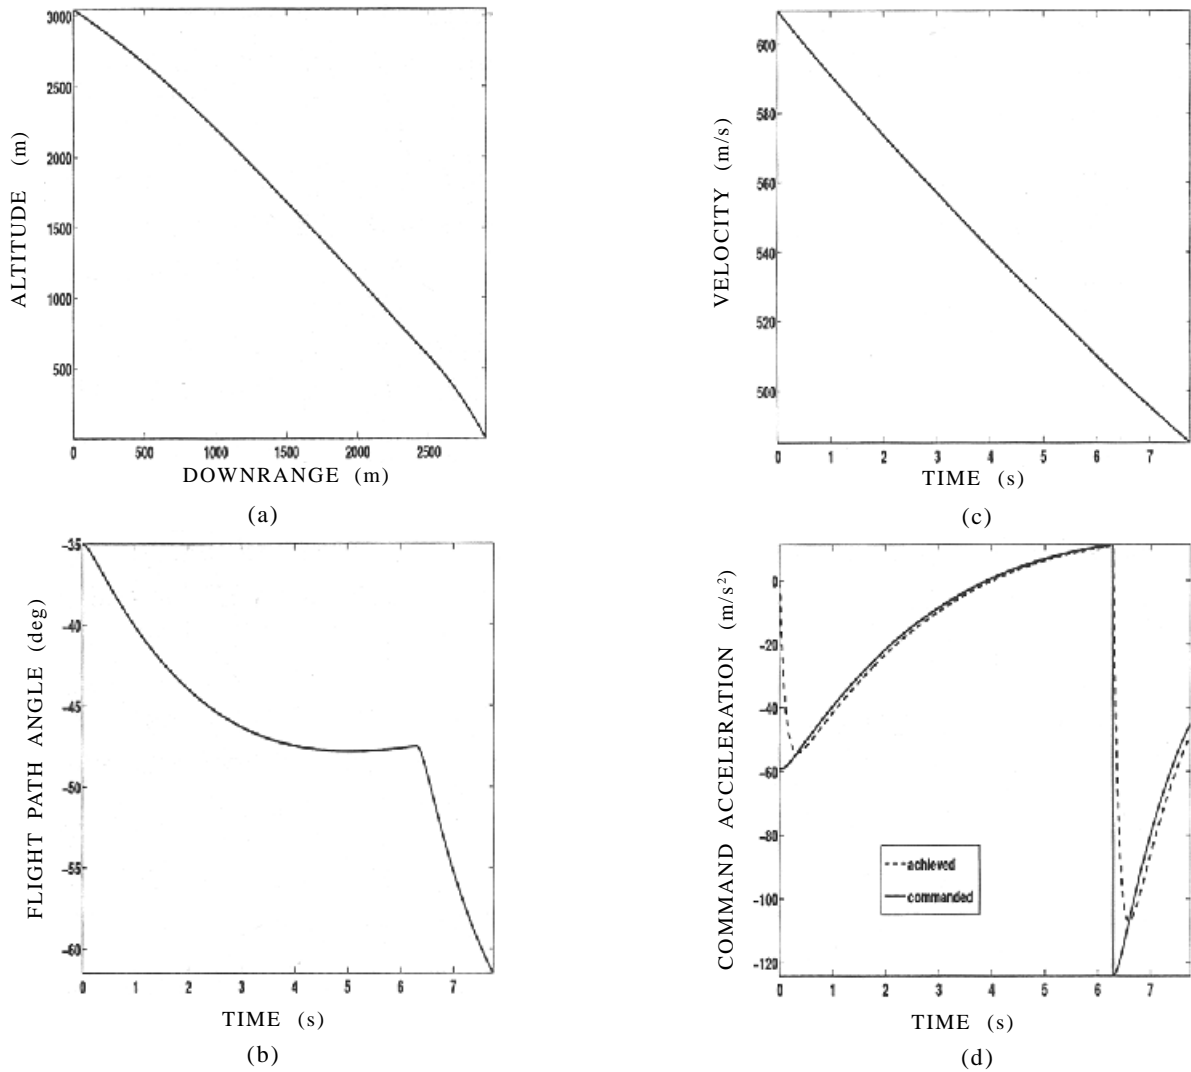 3000
2500
2000
1500
1000
500
0 500 1000 1500 2000 2500
ALTITUDE (m)
DOWNRANGE (m)
(a)
600
580
560
540
520
500
0 1 2 3 4 5 6 7
VELOCITY (m/s)
TIME (s)
(c)
-35
-40
-45
-50
-55
-60
0 1 2 3 4 5 6 7
FLIGHT PATH ANGLE (deg)
TIME (s)
(b)
0
-20
-40
-60
-80
-100
-120
0 1 2 3 4 5 6 7
COMMAND ACCELERATION (m/s²)
achieved
commanded
TIME (s)
(d)